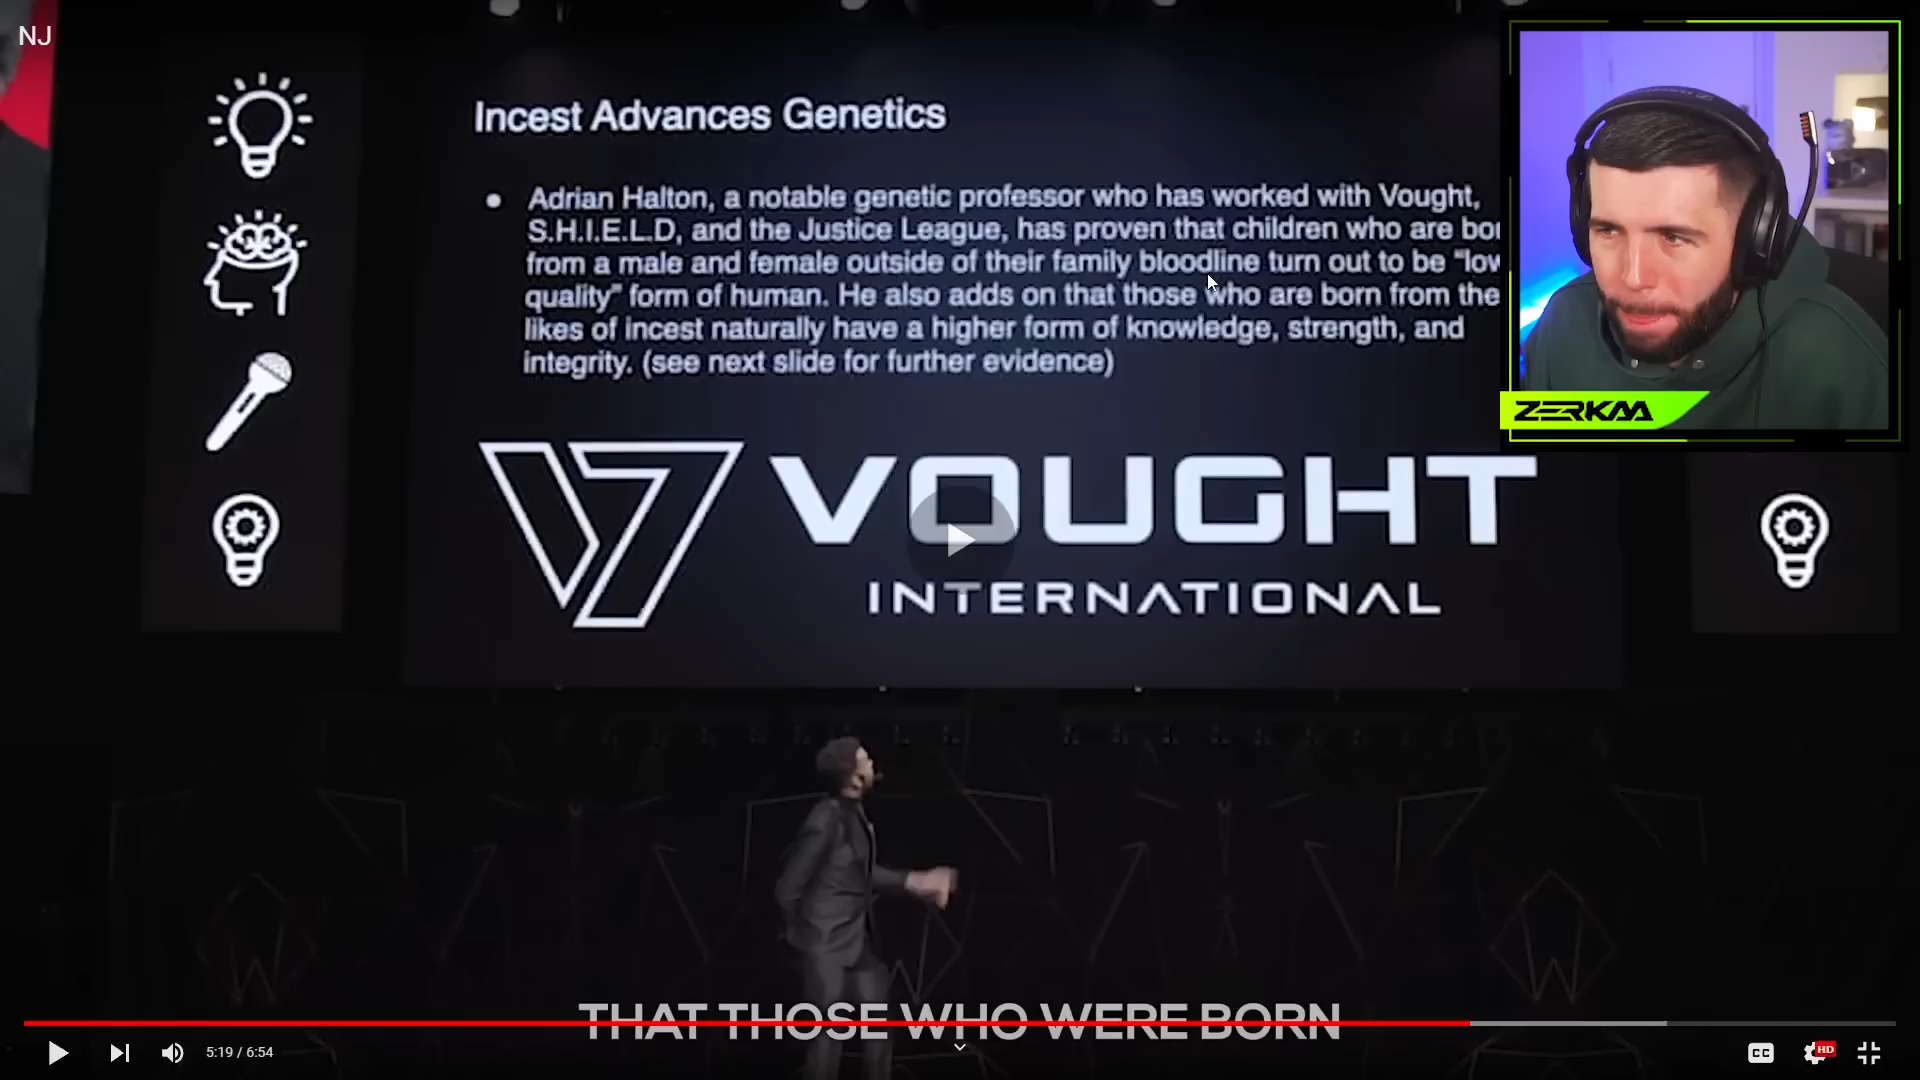 NJ
Incest Advances Genetics
• Adrian Halton, a notable genetic professor who has worked with Vought,
S.H.I.E.L.D, and the Justice League, has proven that children who are
from a male and female outside of their family bloodline turn out to be
quality" form of human. He also adds on that those who are born from the
likes of incest naturally have a higher form of knowledge, strength, and
integrity. (see next slide for further evidence)
VOUGHT
INTERNATIONAL
ZERKAA
THAT THOSE WHO WERE BORN
5:19 / 6:54
CC
HD